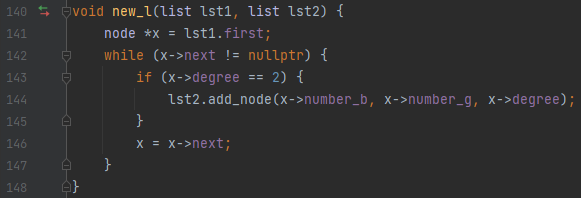 140 void new_l(list lst1, list lst2) {
141     node *x = lst1.first;
142     while (x->next != nullptr) {
143         if (x->degree == 2) {
144             lst2.add_node(x->number_b, x->number_g, x->degree);
145         }
146         x = x->next;
147     }
148 }